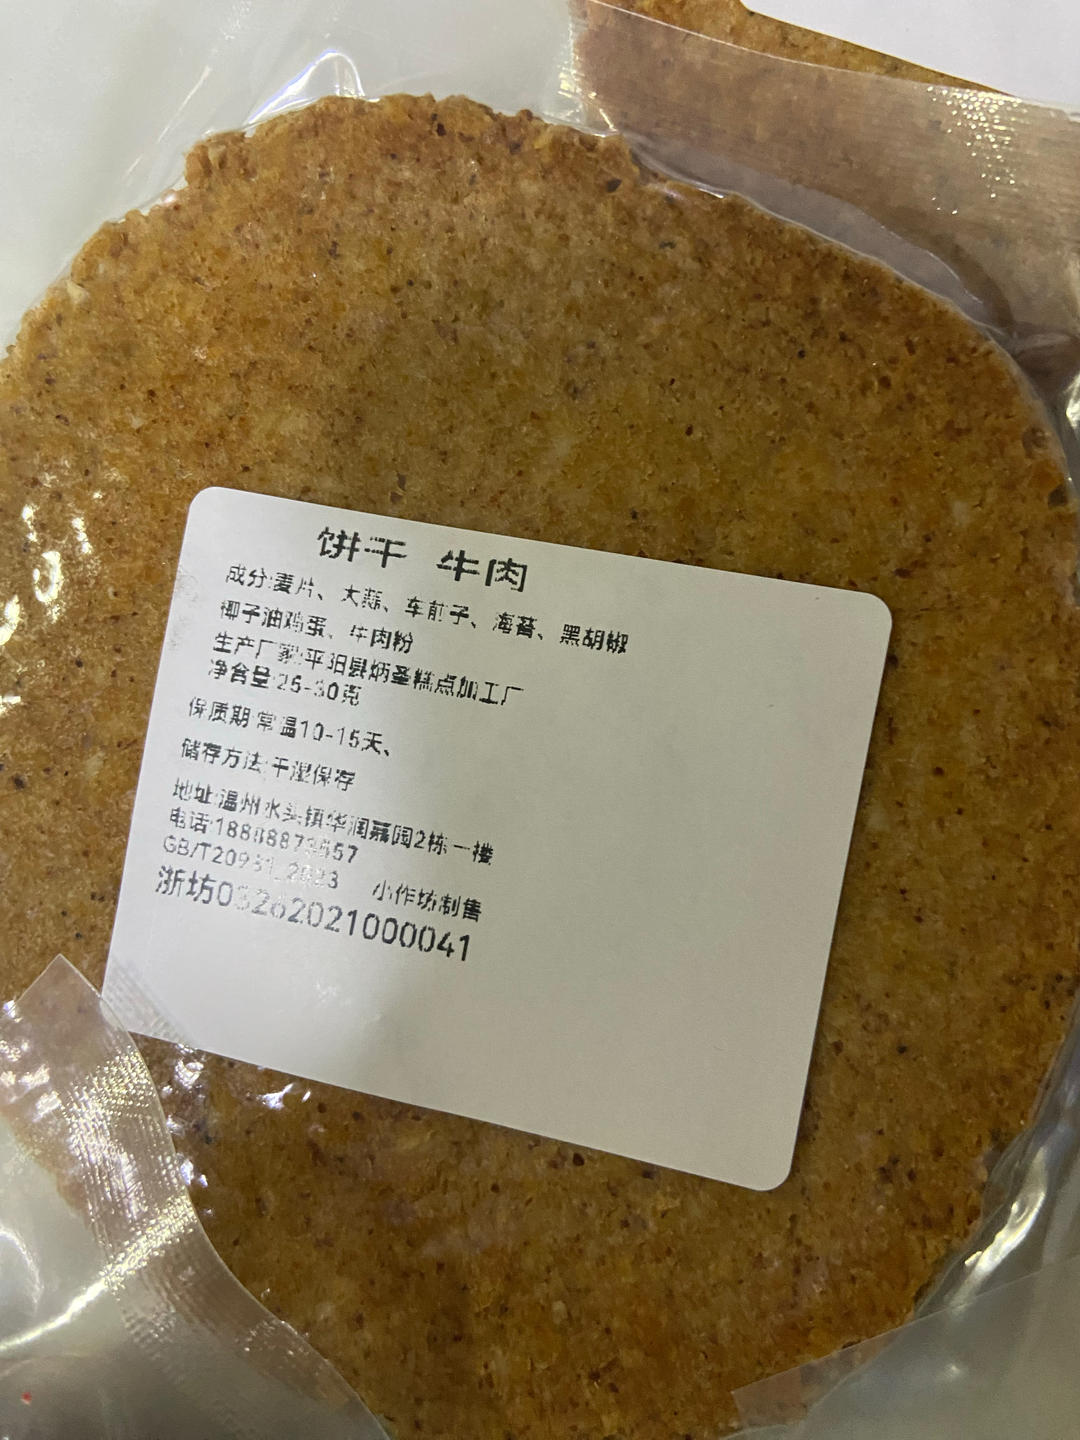 饼干 牛肉
成分:麦片、大蒜、车前子、海苔、黑胡椒
椰子油鸡蛋、牛肉粉
生产厂家:平阳县炳圣糕点加工厂
净含量:25-30克
保质期:常温10-15天、
储存方法:干湿保存
地址:温州水头镇华润嘉园2栋一楼
电话:
GB/T20981_2023 小作坊制售
浙坊03262021000041